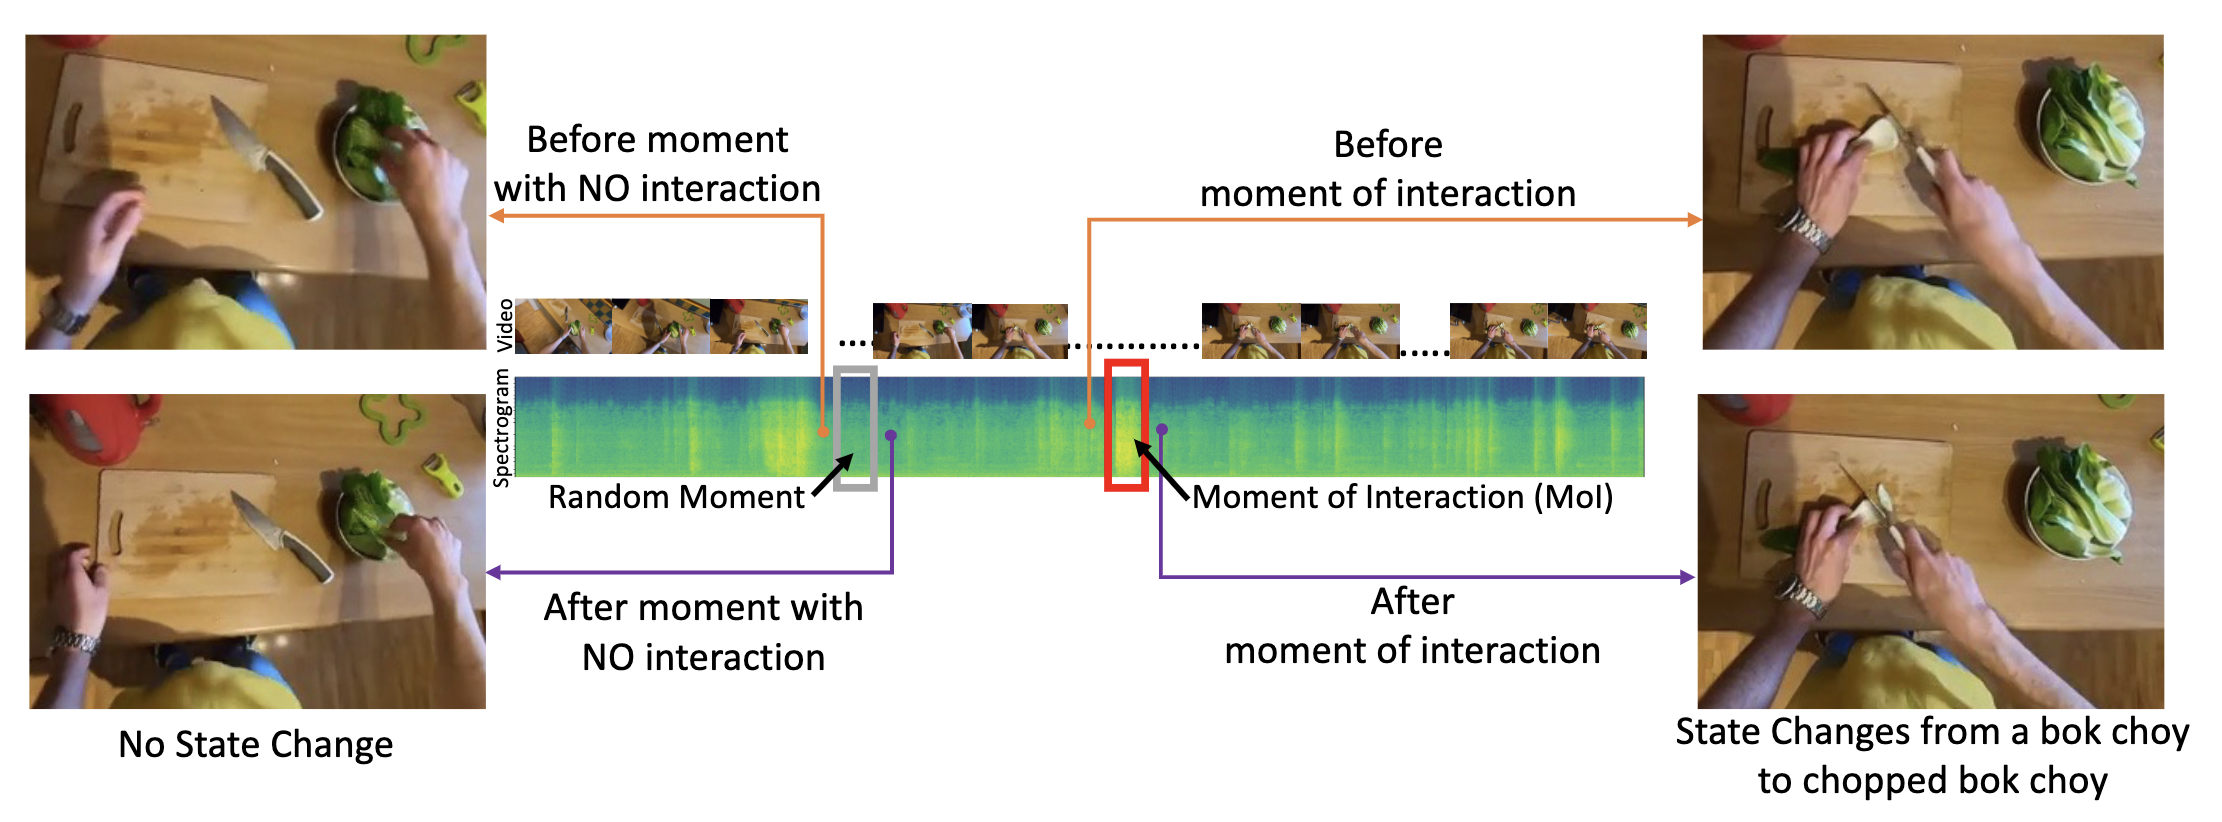 Before moment
with NO interaction
Before
moment of interaction
Video
Spectrogram
Random Moment
Moment of Interaction (MoI)
After moment with
NO interaction
After
moment of interaction
No State Change
State Changes from a bok choy
to chopped bok choy